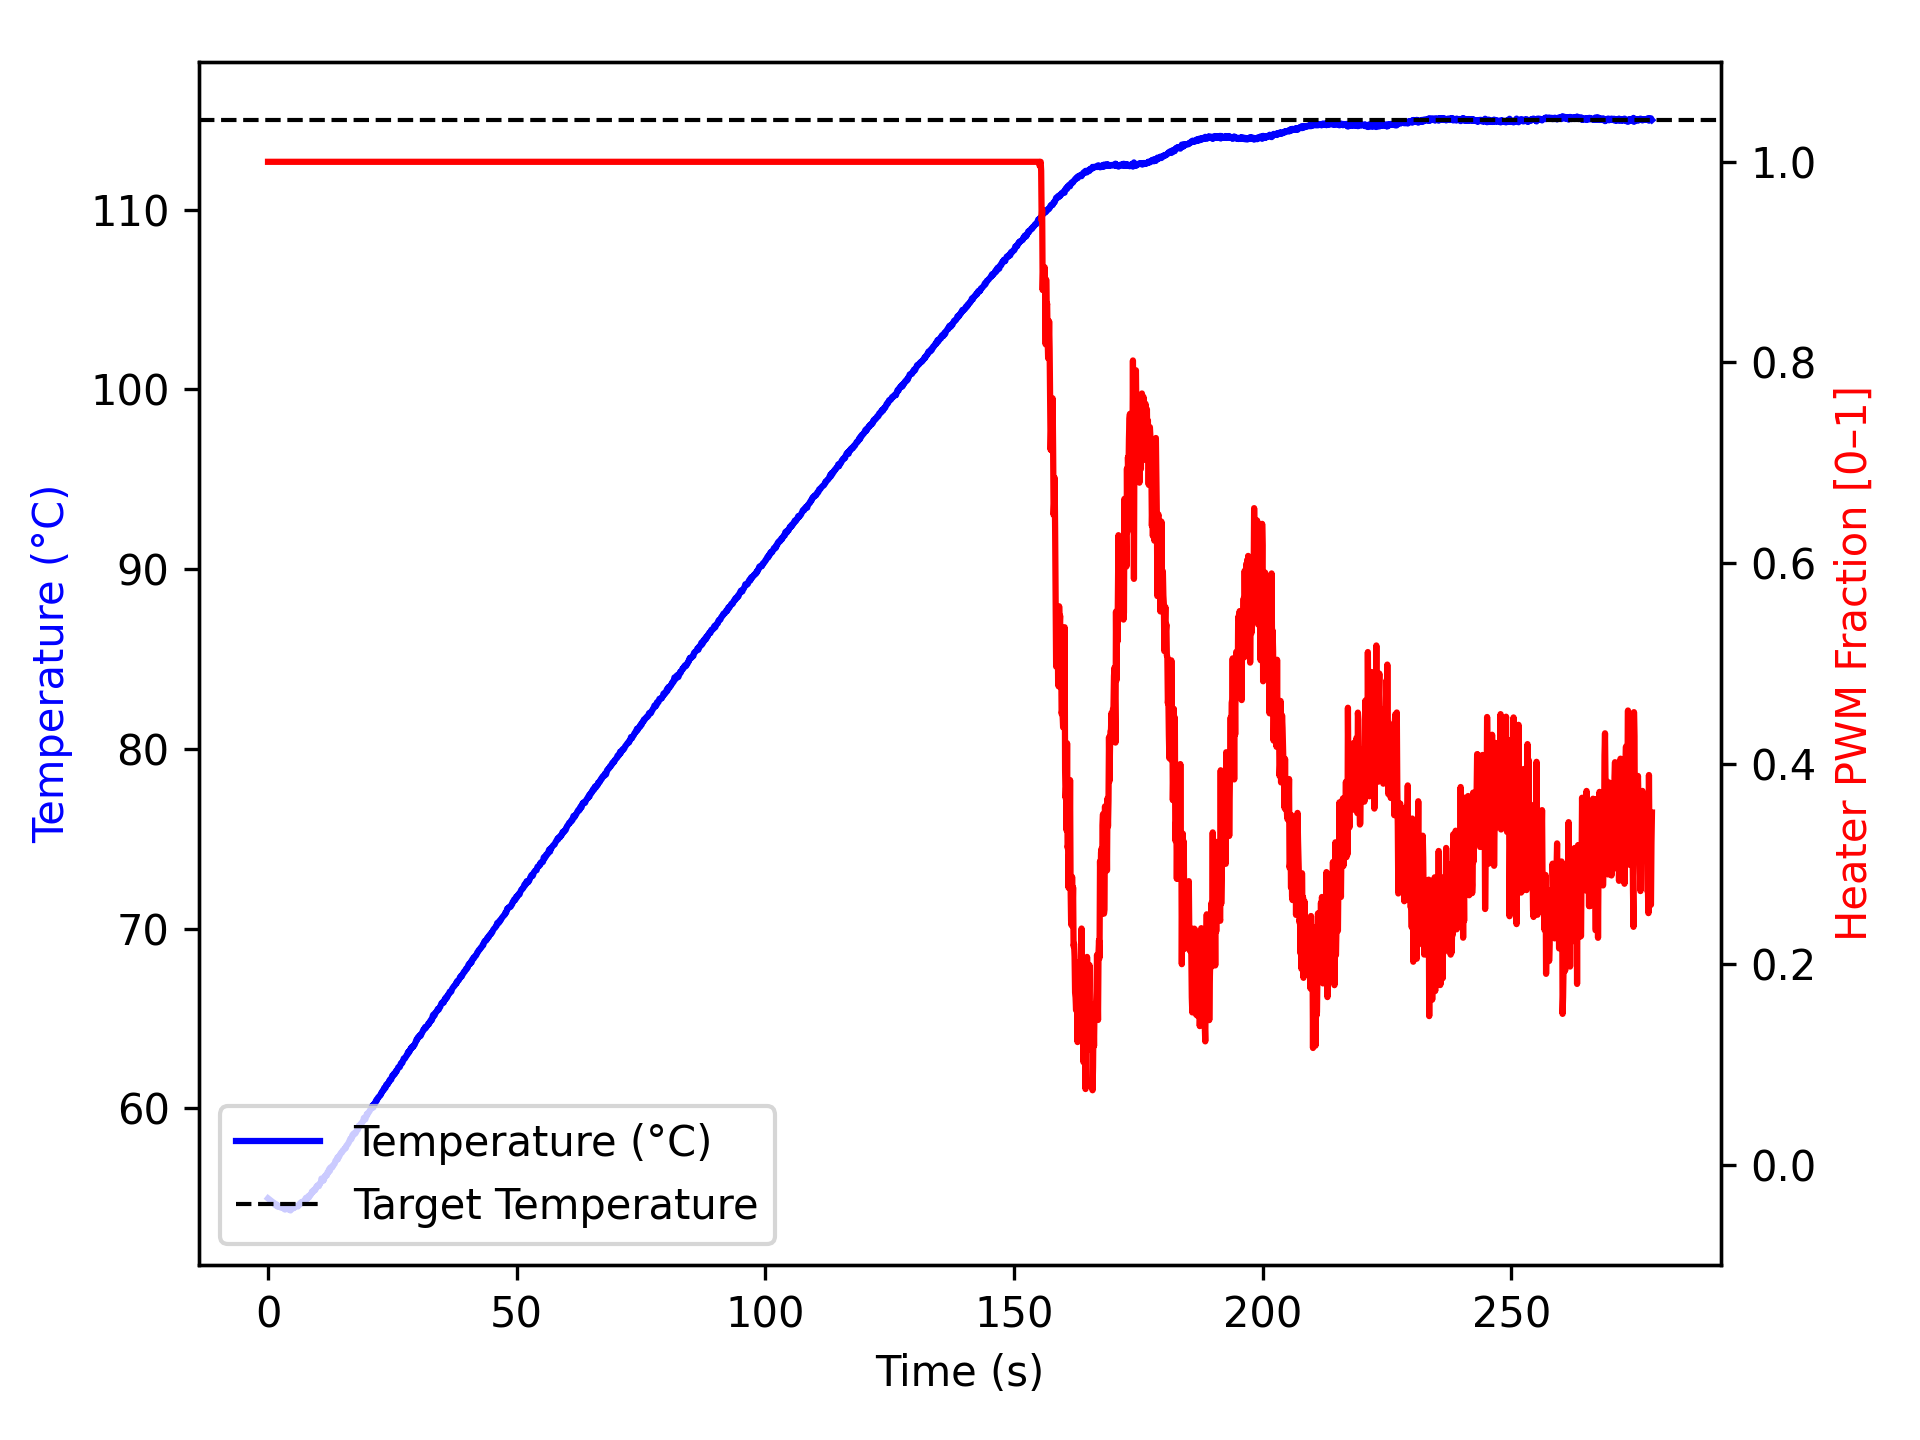 Temperature (°C)
110
100
90
80
70
60
1.0
0.8
0.6
0.4
0.2
0.0
Heater PWM Fraction [0–1]
Temperature (°C)
Target Temperature
0 50 100 150 200 250
Time (s)